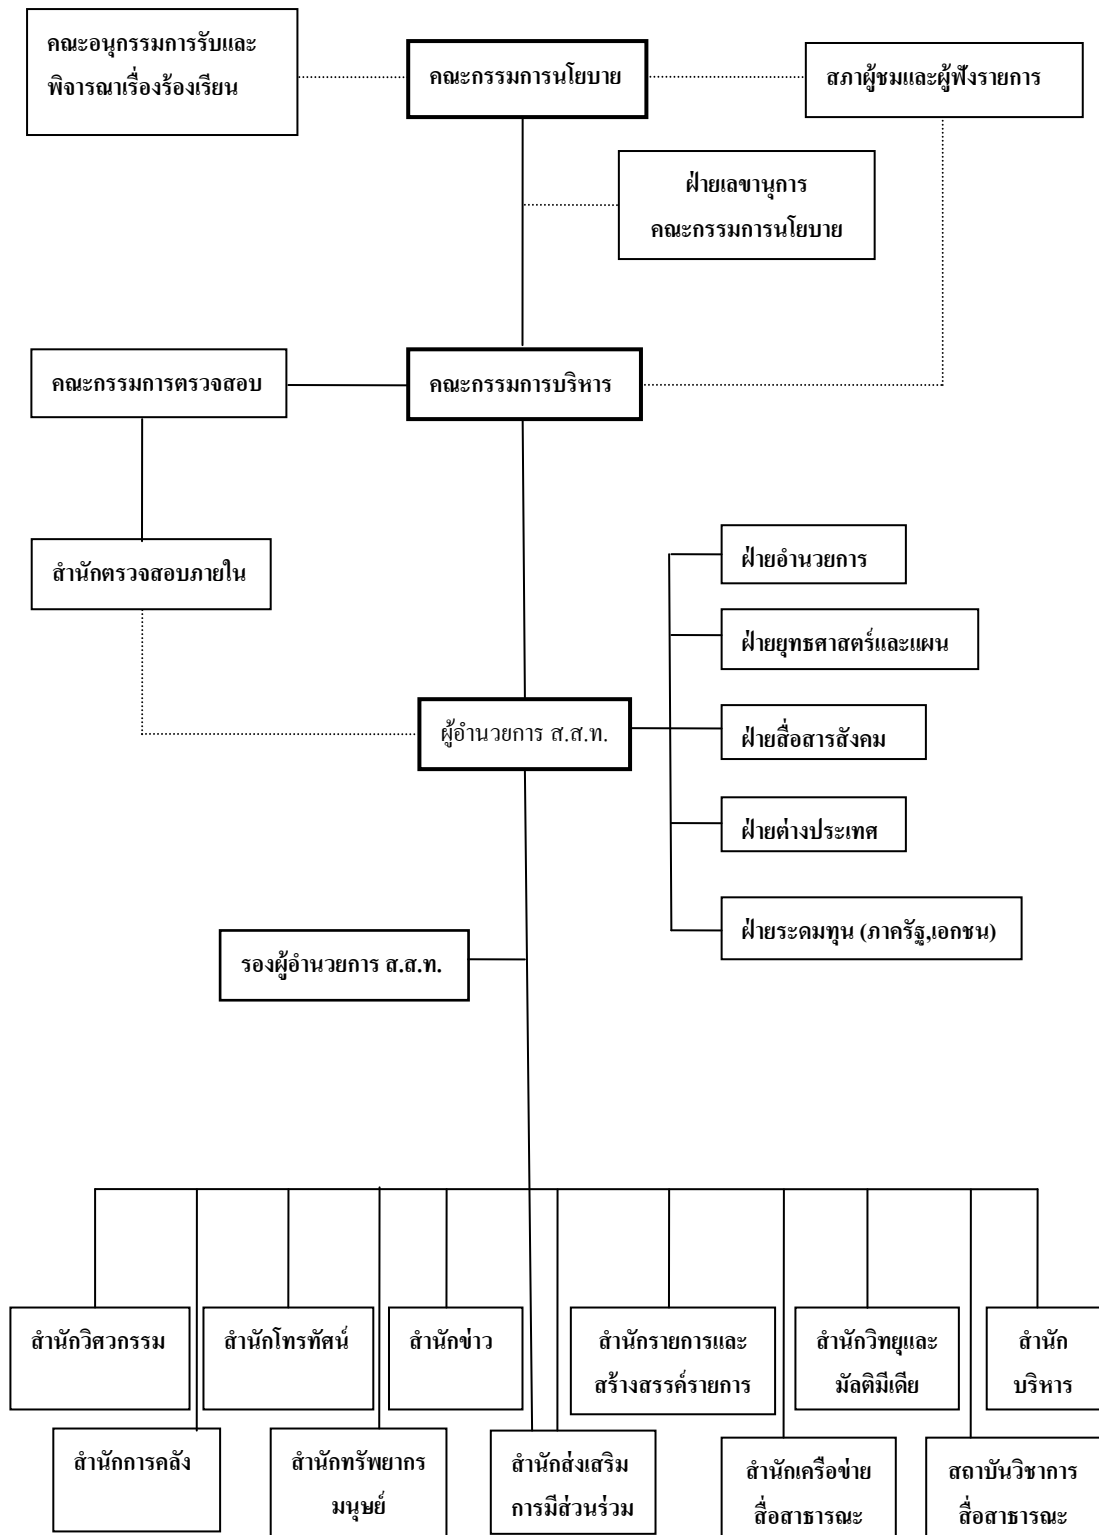 คณะอนุกรรมการรับและ
พิจารณาเรื่องร้องเรียน
คณะกรรมการนโยบาย
สภาผู้ชมและผู้ฟังรายการ
ฝ่ายเลขานุการ
คณะกรรมการนโยบาย
คณะกรรมการตรวจสอบ
คณะกรรมการบริหาร
สำนักตรวจสอบภายใน
ฝ่ายอำนวยการ
ฝ่ายยุทธศาสตร์และแผน
ผู้อำนวยการ ส.ส.ท.
ฝ่ายสื่อสารสังคม
ฝ่ายต่างประเทศ
ฝ่ายระดมทุน (ภาครัฐ,เอกชน)
รองผู้อำนวยการ ส.ส.ท.
สำนักวิศวกรรม
สำนักโทรทัศน์
สำนักข่าว
สำนักรายการและ
สร้างสรรค์รายการ
สำนักวิทยุและ
มัลติมีเดีย
สำนัก
บริหาร
สำนักการคลัง
สำนักทรัพยากร
มนุษย์
สำนักส่งเสริม
การมีส่วนร่วม
สำนักเครือข่าย
สื่อสาธารณะ
สถาบันวิชาการ
สื่อสาธารณะ